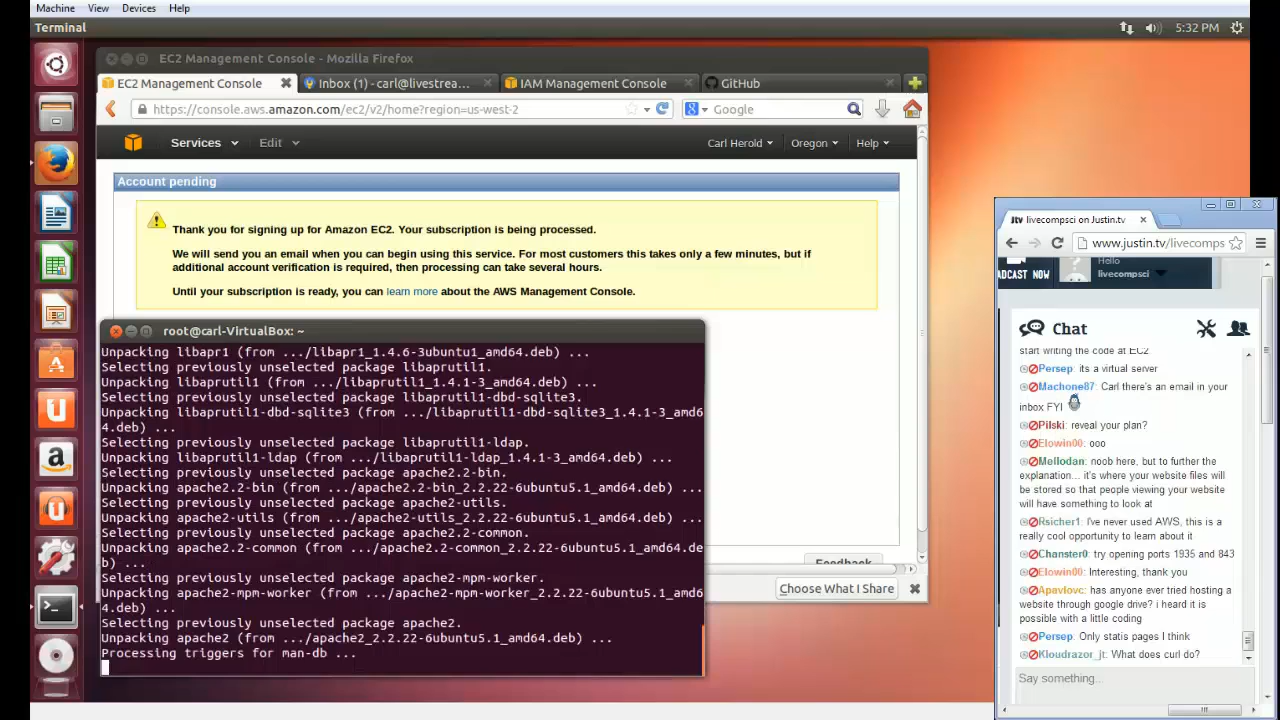 Machine View Devices Help
Terminal
5:32 PM
EC2 Management Console - Mozilla Firefox
EC2 Management Console
Inbox (1) - carl@livestrea...
IAM Management Console
GitHub
https://console.aws.amazon.com/ec2/v2/home?region=us-west-2
Google
Services Edit Carl Herold Oregon Help
Account pending
Thank you for signing up for Amazon EC2. Your subscription is being processed.
We will send you an email when you can begin using this service. For most customers this takes only a few minutes, but if
additional account verification is required, then processing can take several hours.
Until your subscription is ready, you can learn more about the AWS Management Console.
Feedback
Choose What I Share
root@carl-VirtualBox: ~
Unpacking libapr1 (from .../libapr1_1.4.6-3ubuntu1_amd64.deb) ...
Selecting previously unselected package libaprutil1.
Unpacking libaprutil1 (from .../libaprutil1_1.4.1-3_amd64.deb) ...
Selecting previously unselected package libaprutil1-dbd-sqlite3.
Unpacking libaprutil1-dbd-sqlite3 (from .../libaprutil1-dbd-sqlite3_1.4.1-3_amd6
4.deb) ...
Selecting previously unselected package libaprutil1-ldap.
Unpacking libaprutil1-ldap (from .../libaprutil1-ldap_1.4.1-3_amd64.deb) ...
Selecting previously unselected package apache2.2-bin.
Unpacking apache2.2-bin (from .../apache2.2-bin_2.2.22-6ubuntu5.1_amd64.deb) ...
Selecting previously unselected package apache2-utils.
Unpacking apache2-utils (from .../apache2-utils_2.2.22-6ubuntu5.1_amd64.deb) ...
Selecting previously unselected package apache2.2-common.
Unpacking apache2.2-common (from .../apache2.2-common_2.2.22-6ubuntu5.1_amd64.de
b) ...
Selecting previously unselected package apache2-mpm-worker.
Unpacking apache2-mpm-worker (from .../apache2-mpm-worker_2.2.22-6ubuntu5.1_amd6
4.deb) ...
Selecting previously unselected package apache2.
Unpacking apache2 (from .../apache2_2.2.22-6ubuntu5.1_amd64.deb) ...
Processing triggers for man-db ...
livecompsci on Justin.tv
www.justin.tv/livecomps
Hello
ADCAST NOW livecompsci
Chat
start writing the code at EC2
Persep: its a virtual server
Machone87: Carl there's an email in your
inbox FYI
Pilski: reveal your plan?
Elowin00: ooo
Mellodan: noob here, but to further the
explanation... it's where your website files will
be stored so that people viewing your website
will have something to look at
Rsicher1: I've never used AWS, this is a
really cool opportunity to learn about it
Chanster0: try opening ports 1935 and 843
Elowin00: Interesting, thank you
Apavlovc: has anyone ever tried hosting a
website through google drive? i heard it is
possible with a little coding
Persep: Only statis pages I think
Kloudrazor_jt: What does curl do?
Say something...